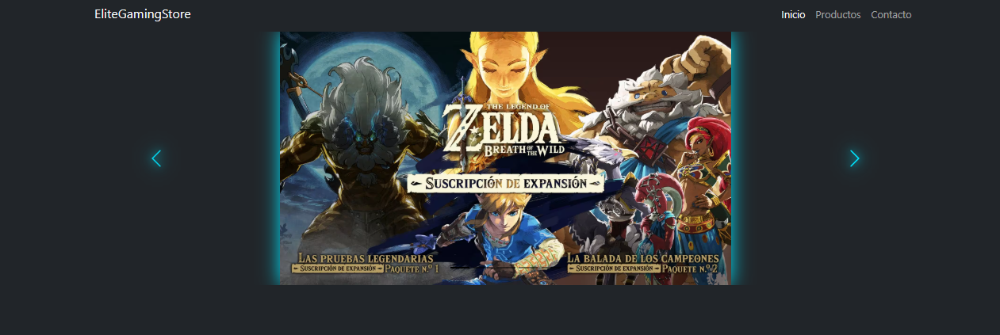 EliteGamingStore
Inicio Productos Contacto
THE LEGEND OF
ZELDA
BREATH OF THE WILD
SUSCRIPCIÓN DE EXPANSIÓN
LAS PRUEBAS LEGENDARIAS
SUSCRIPCIÓN DE EXPANSIÓN PAQUETE N.º 1
LA BALADA DE LOS CAMPEONES
SUSCRIPCIÓN DE EXPANSIÓN PAQUETE N.º 2